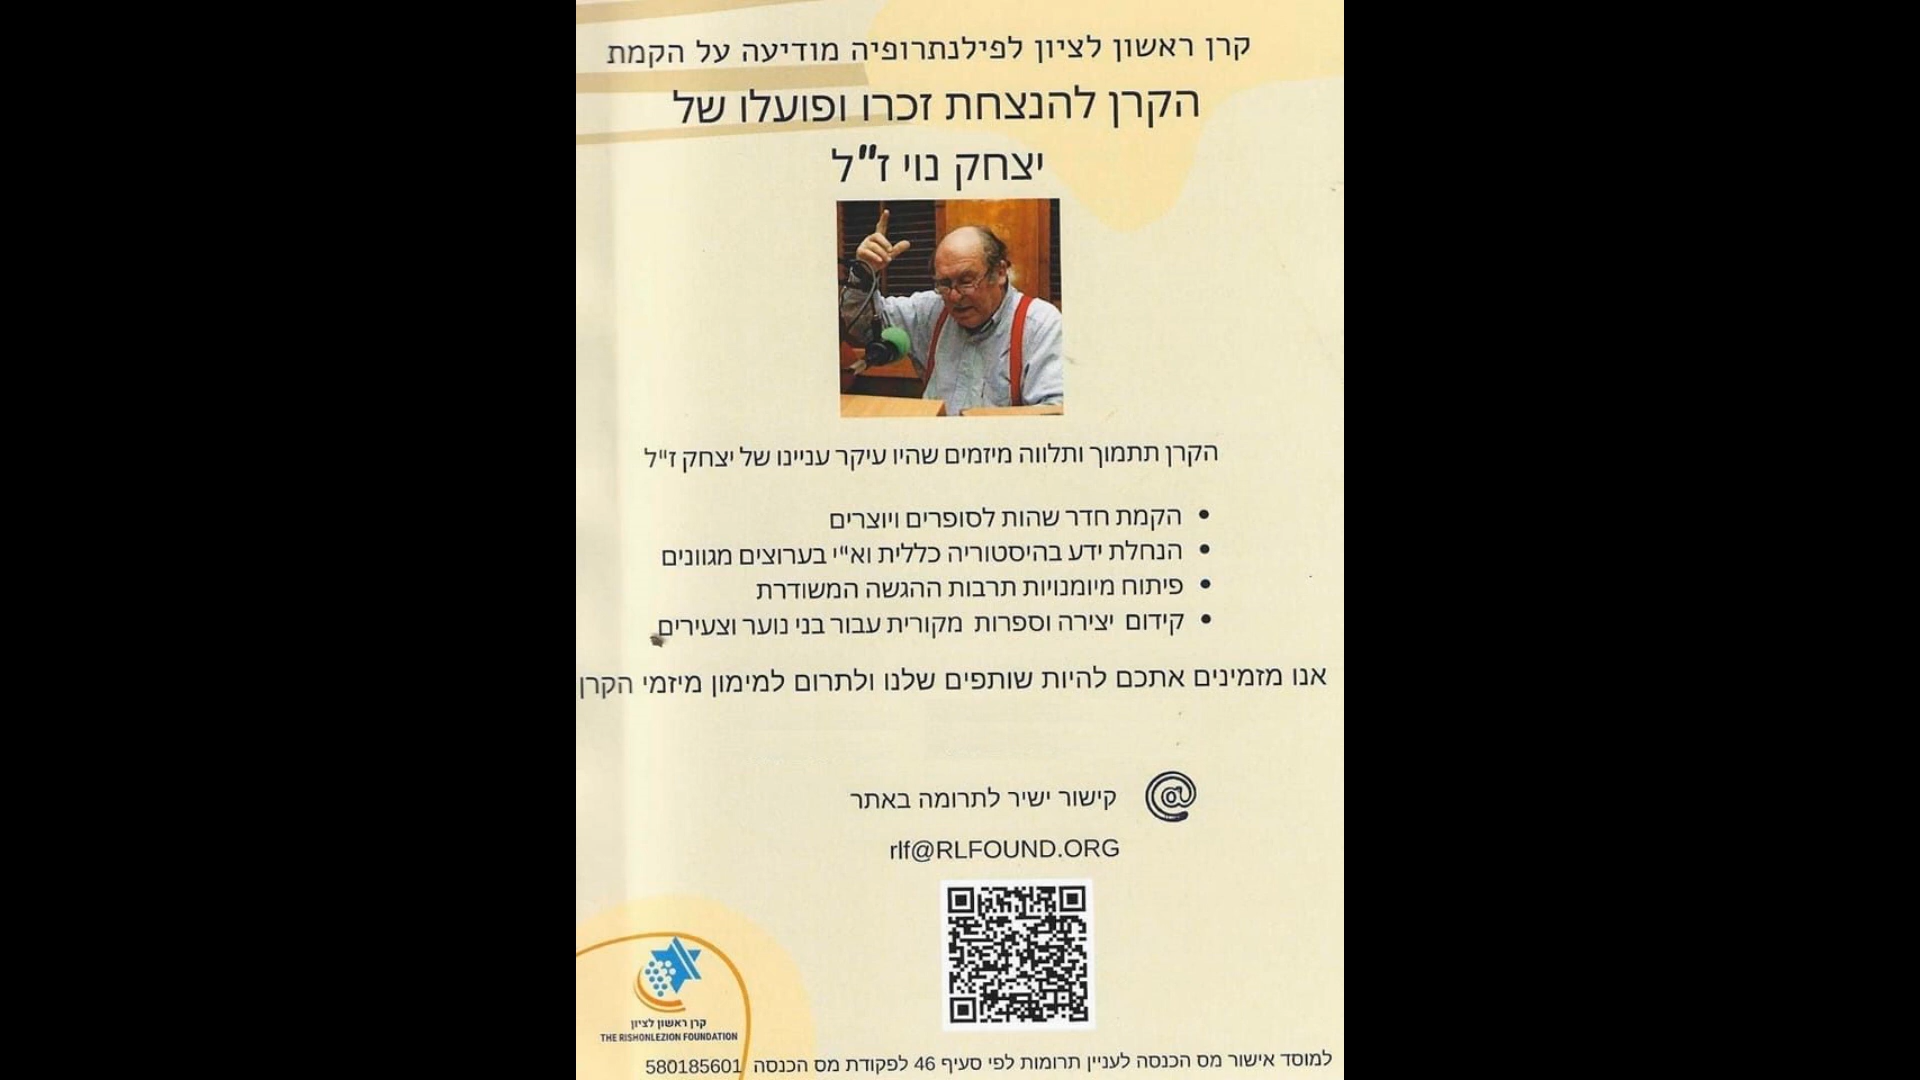 קרן ראשון לציון לפילנתרופיה מודיעה על הקמת
הקרן להנצחת זכרו ופועלו של
יצחק נוי ז"ל
הקרן תתמוך ותלווה מיזמים שהיו עיקר עניינו של יצחק ז"ל
• הקמת חדר שהות לסופרים ויוצרים
• הנחלת ידע בהיסטוריה כללית וא"י בערוצים מגוונים
• פיתוח מיומנויות תרבות ההגשה המשודרת
• קידום יצירה וספרות מקורית עבור בני נוער וצעירים
אנו מזמינים אתכם להיות שותפים שלנו ולתרום למימון מיזמי הקרן
@ קישור ישיר לתרומה באתר
rlf@RLFOUND.ORG
קרן ראשון לציון
THE RISHONLEZION FOUNDATION
למוסד אישור מס הכנסה לעניין תרומות לפי סעיף 46 לפקודת מס הכנסה 580185601